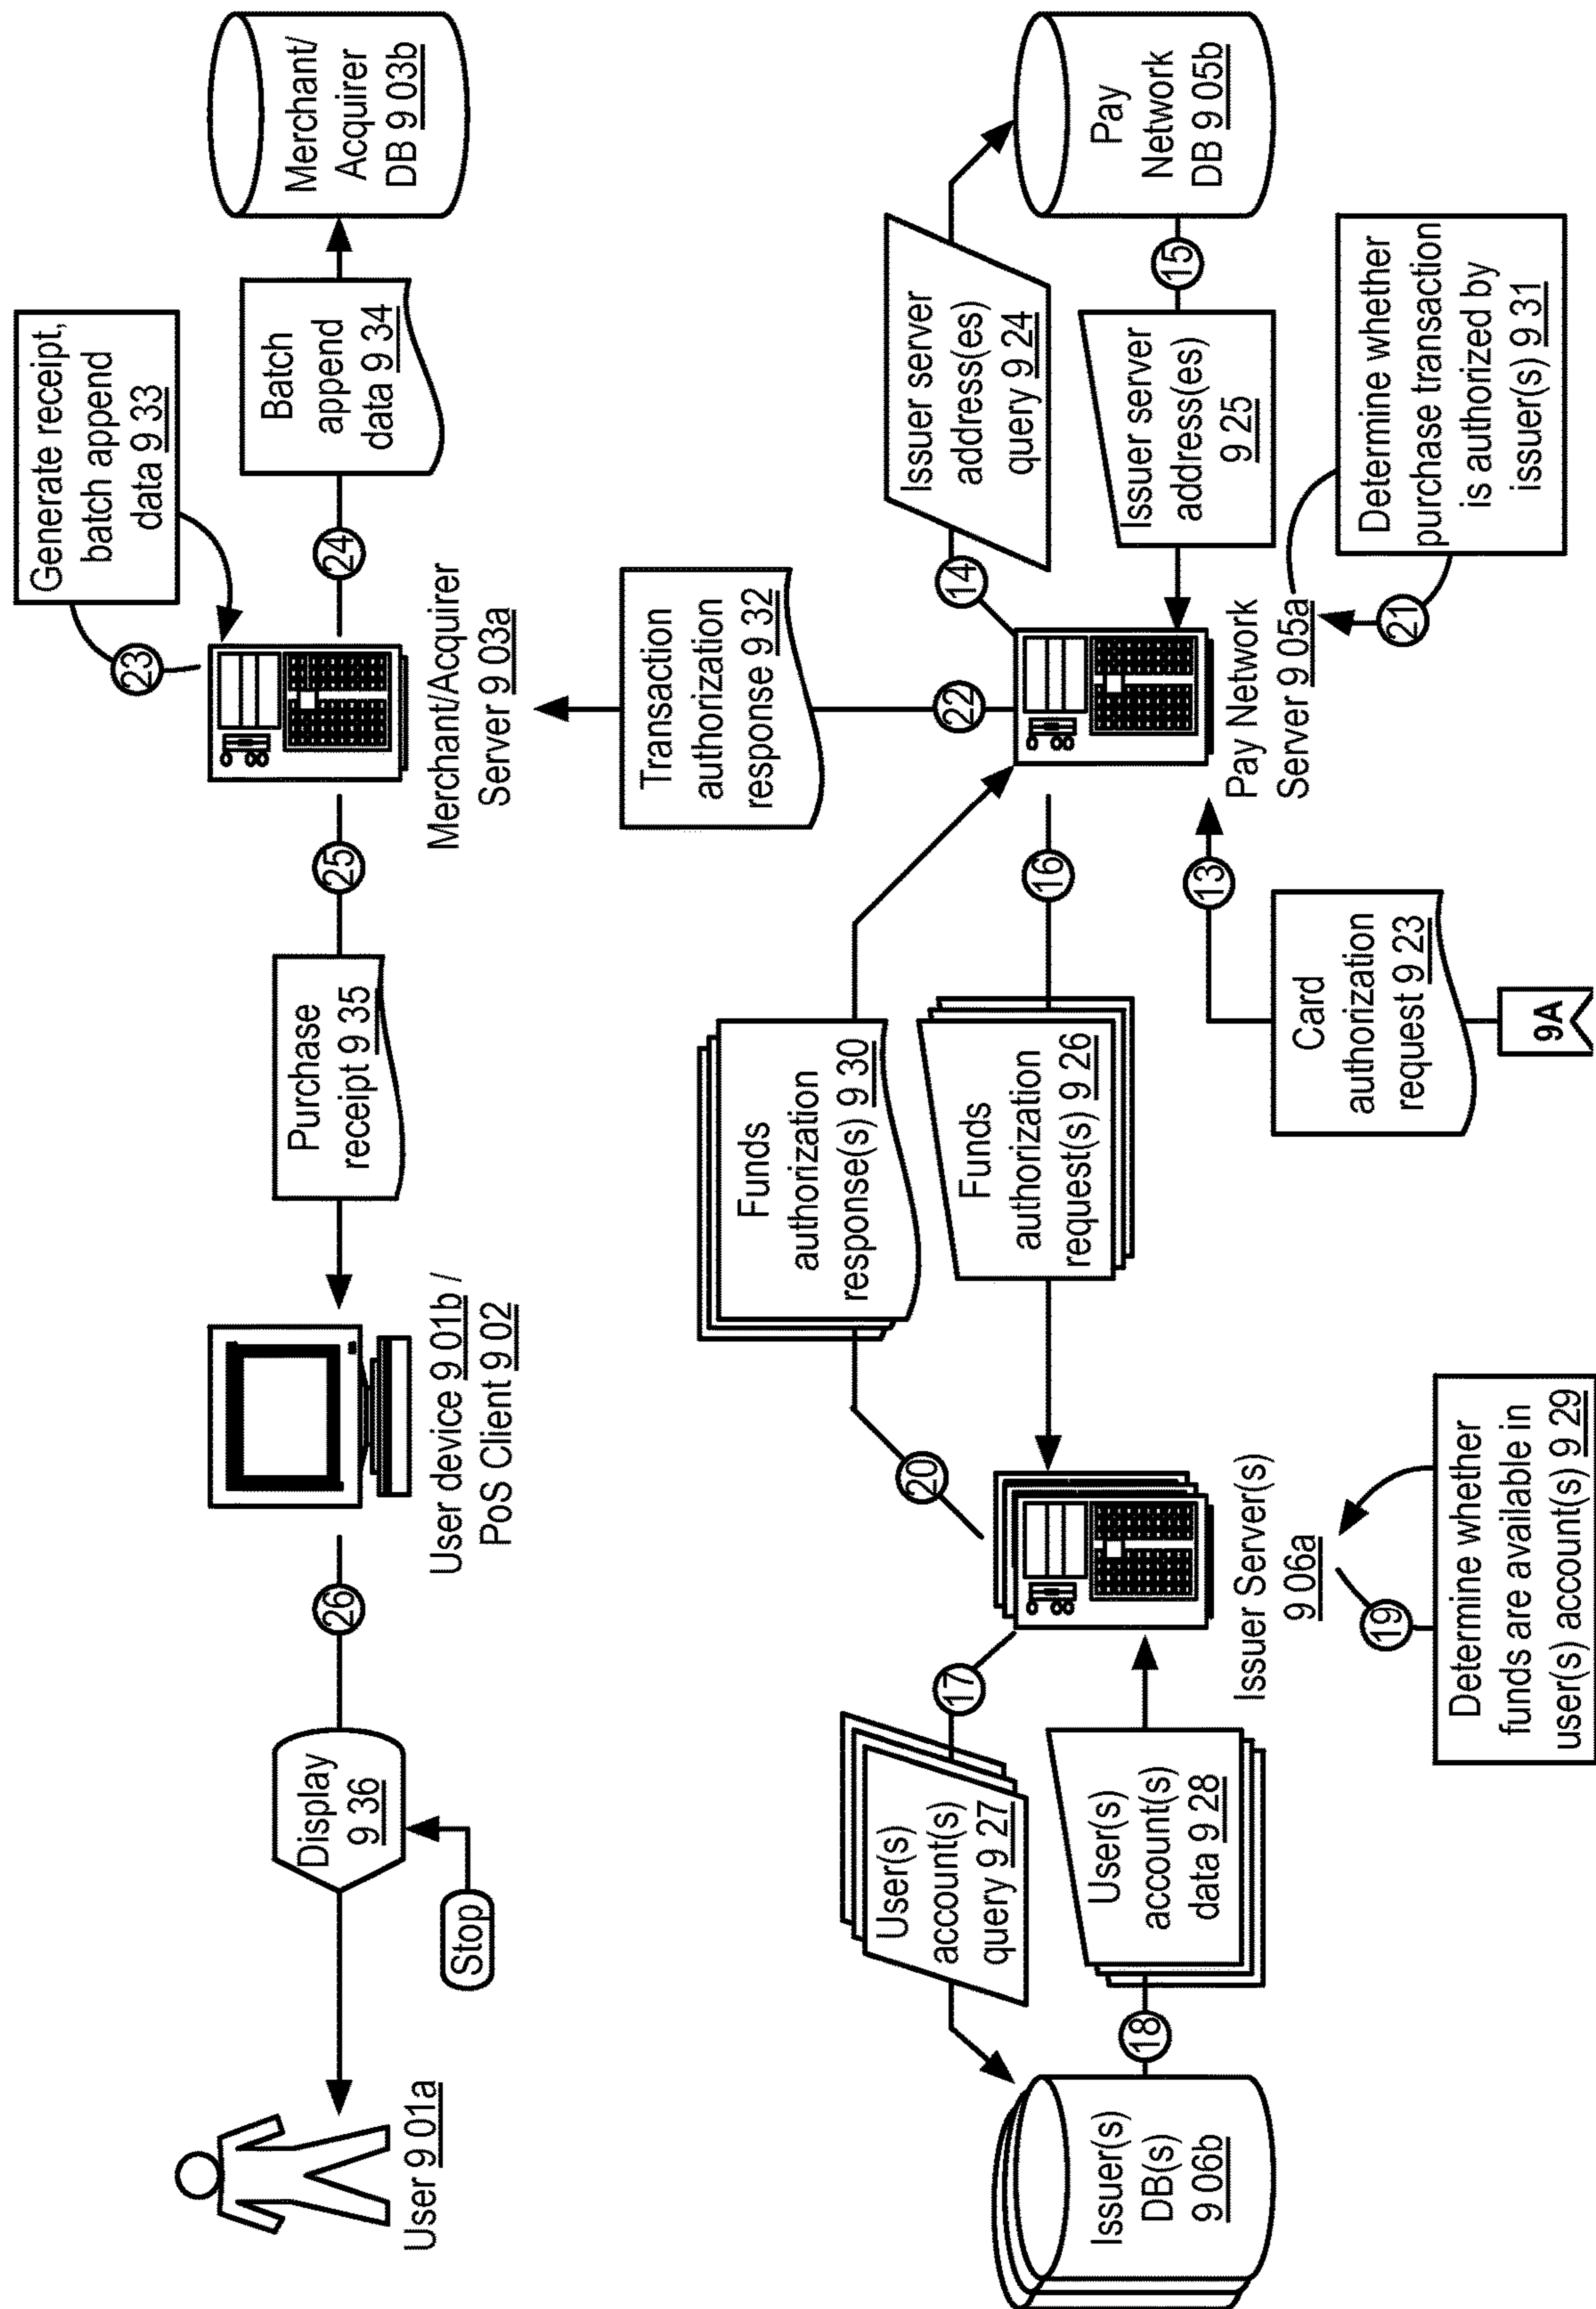 User 9 01a
Display
9 36
Stop
26
User device 9 01b /
PoS Client 9 02
Purchase
receipt 9 35
25
Merchant/Acquirer
Server 9 03a
23
Generate receipt,
batch append
data 9 33
24
Batch
append
data 9 34
Merchant/
Acquirer
DB 9 03b
Transaction
authorization
response 9 32
22
Issuer(s)
DB(s)
9 06b
User(s)
account(s)
query 9 27
17
18
User(s)
account(s)
data 9 28
Issuer Server(s)
9 06a
19
Determine whether
funds are available in
user(s) account(s) 9 29
20
Funds
authorization
response(s) 9 30
Funds
authorization
request(s) 9 26
16
Card
authorization
request 9 23
9A
13
Pay Network
Server 9 05a
14
Issuer server
address(es)
query 9 24
Issuer server
address(es)
9 25
15
Pay
Network
DB 9 05b
21
Determine whether
purchase transaction
is authorized by
issuer(s) 9 31